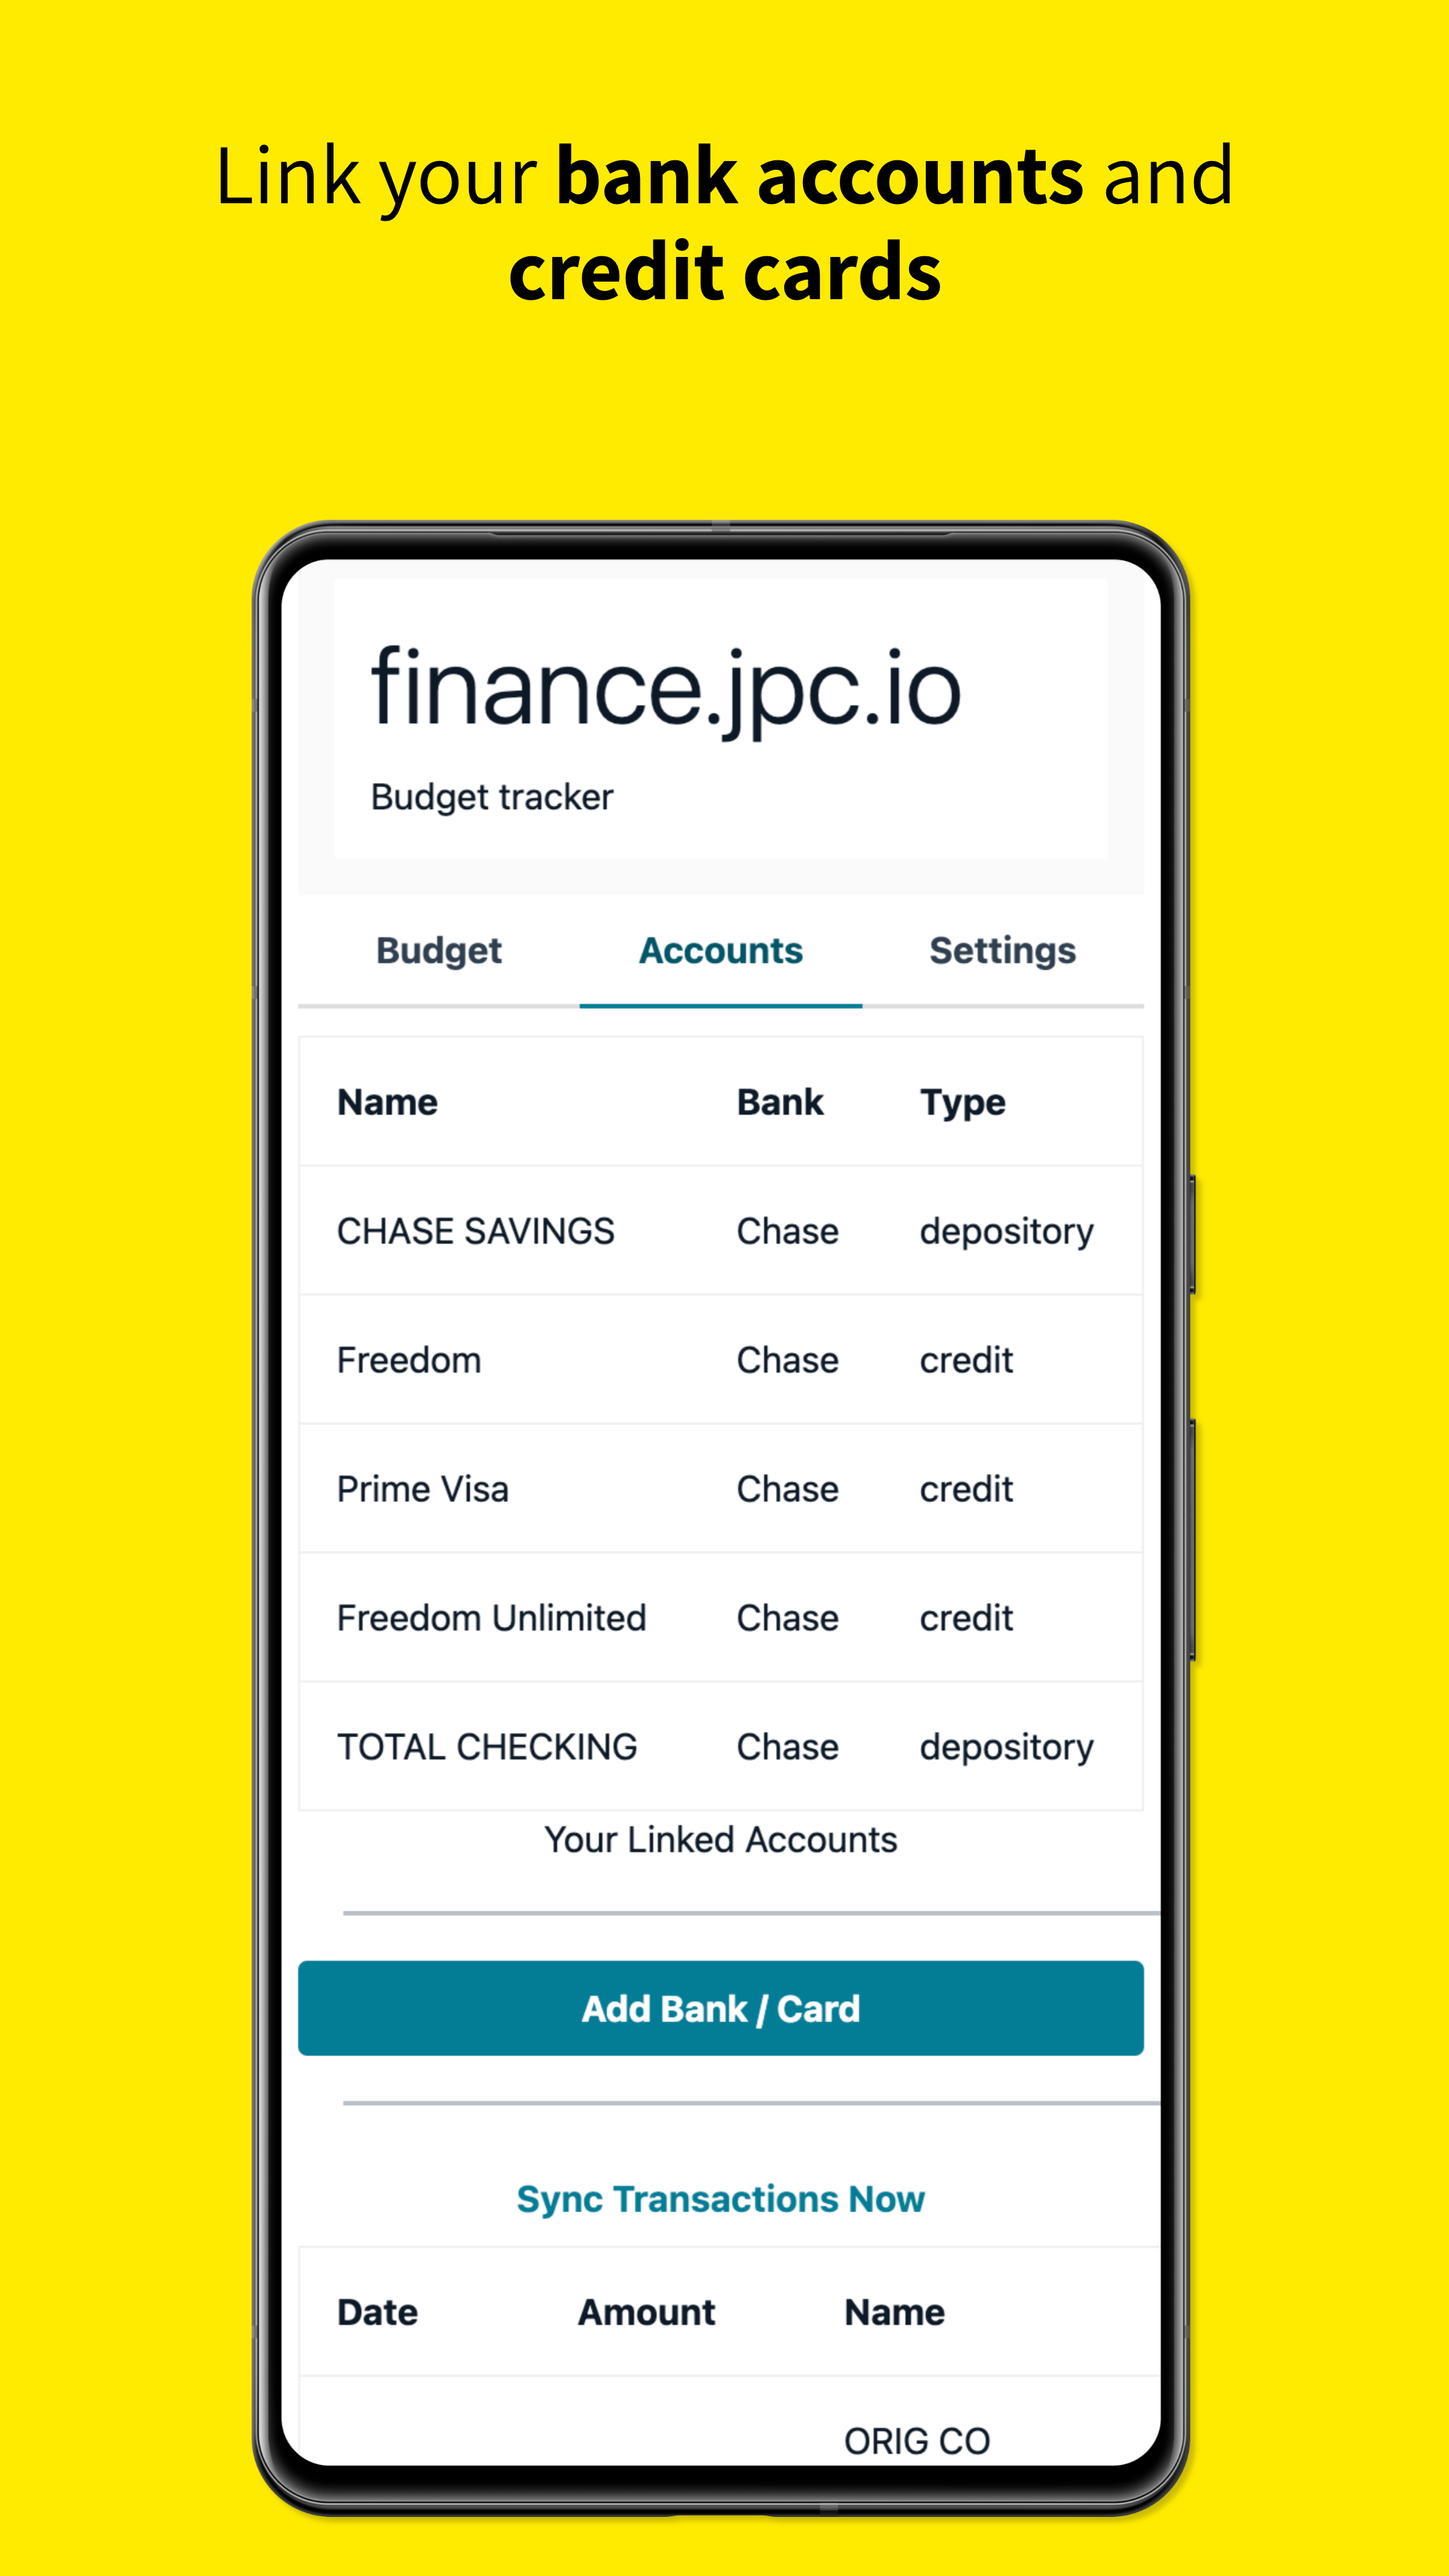 Link your bank accounts and
credit cards
finance.jpc.io
Budget tracker
Budget Accounts Settings
Name Bank Type
CHASE SAVINGS Chase depository
Freedom Chase credit
Prime Visa Chase credit
Freedom Unlimited Chase credit
TOTAL CHECKING Chase depository
Your Linked Accounts
Add Bank / Card
Sync Transactions Now
Date Amount Name
ORIG CO